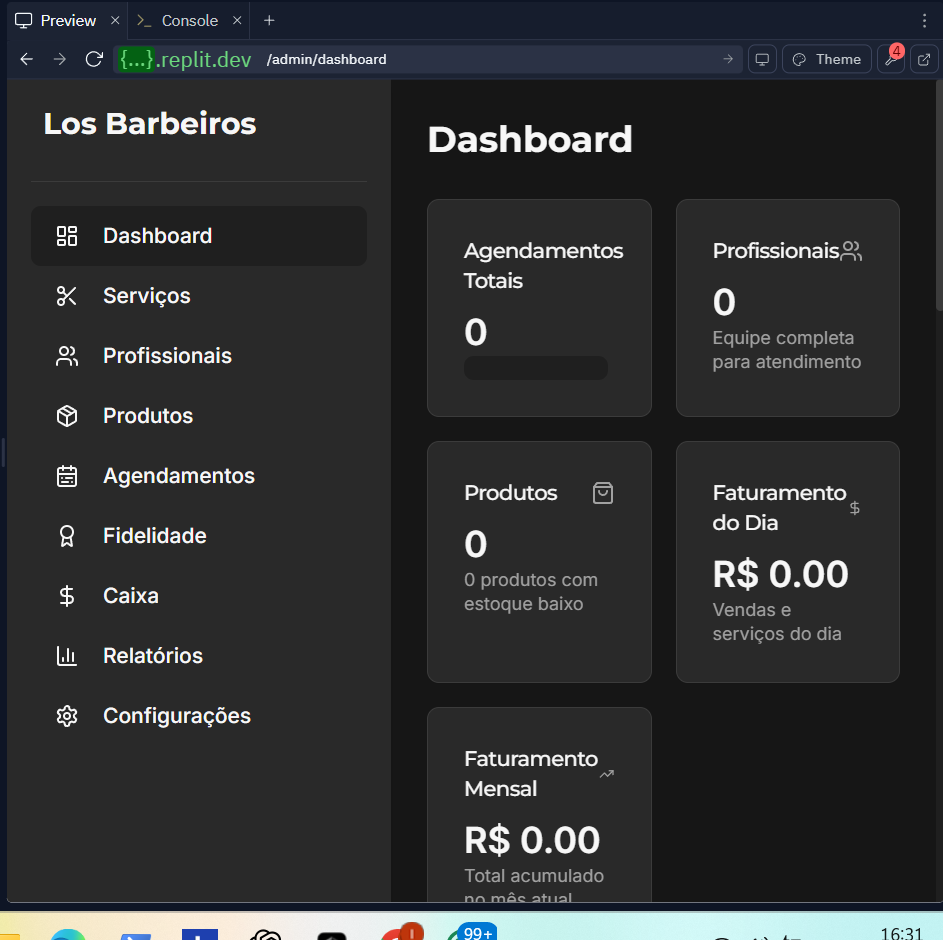 Preview
Console
{...}.replit.dev /admin/dashboard
Theme
4
Los Barbeiros
Dashboard
Serviços
Profissionais
Produtos
Agendamentos
Fidelidade
Caixa
Relatórios
Configurações
Dashboard
Agendamentos
Totais
0
Profissionais
0
Equipe completa
para atendimento
Produtos
0
0 produtos com
estoque baixo
Faturamento
do Dia
$
R$ 0.00
Vendas e
serviços do dia
Faturamento
Mensal
R$ 0.00
Total acumulado
no mês atual
99+
16:31